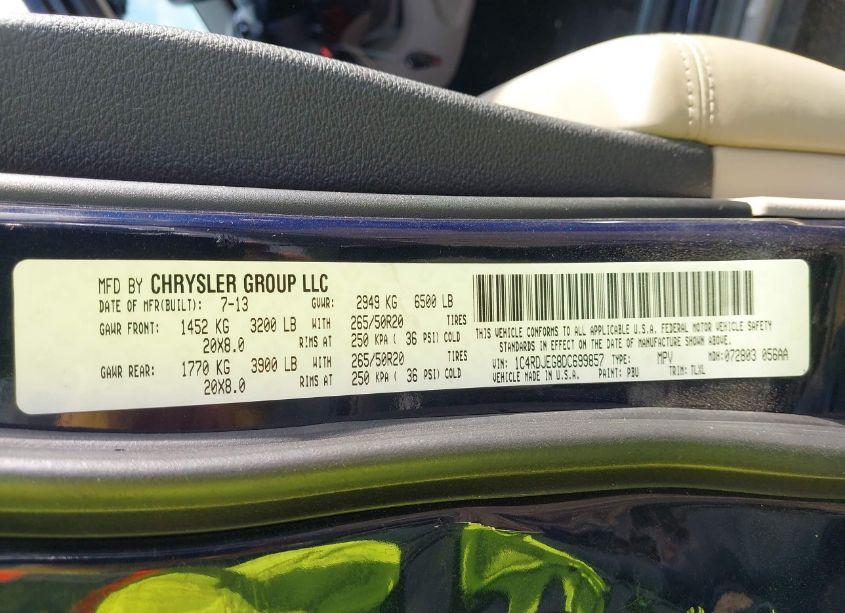 MFD BY CHRYSLER GROUP LLC
DATE OF MFR(BUILT): 7-13 GVWR: 2949 KG 6500 LB
GAWR FRONT: 1452 KG 3200 LB WITH 265/50R20 TIRES
20X8.0 RIMS AT 250 KPA ( 36 PSI) COLD
GAWR REAR: 1770 KG 3900 LB WITH 265/50R20 TIRES
20X8.0 RIMS AT 250 KPA ( 36 PSI) COLD
THIS VEHICLE CONFORMS TO ALL APPLICABLE U.S.A. FEDERAL MOTOR VEHICLE SAFETY
STANDARDS IN EFFECT ON THE DATE OF MANUFACTURE SHOWN ABOVE.
VIN: 1C4RDJEG8DC699857 TYPE: MPV MDH: 072803 056AA
VEHICLE MADE IN U.S.A. PAINT: PBU TRIM: TLXL